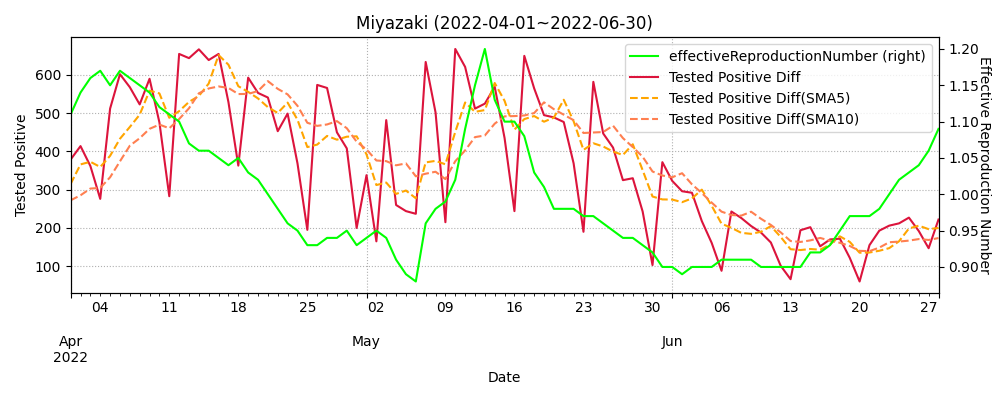 Miyazaki (2022-04-01~2022-06-30)
effectiveReproductionNumber (right)
Tested Positive Diff
Tested Positive Diff(SMA5)
Tested Positive Diff(SMA10)
Tested Positive
600
500
400
300
200
100
1.20
1.15
1.10
1.05
1.00
0.95
0.90
Effective Reproduction Number
04 11 18 25 02 09 16 23 30 06 13 20 27
Apr May Jun
2022
Date